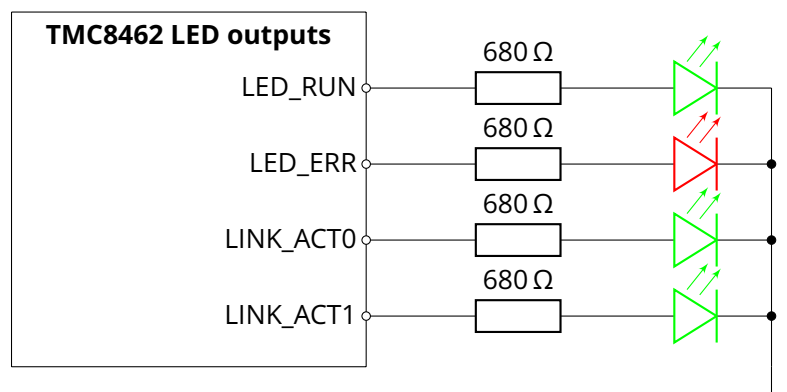 TMC8462 LED outputs
680 Ω
LED_RUN
680 Ω
LED_ERR
680 Ω
LINK_ACT0
680 Ω
LINK_ACT1